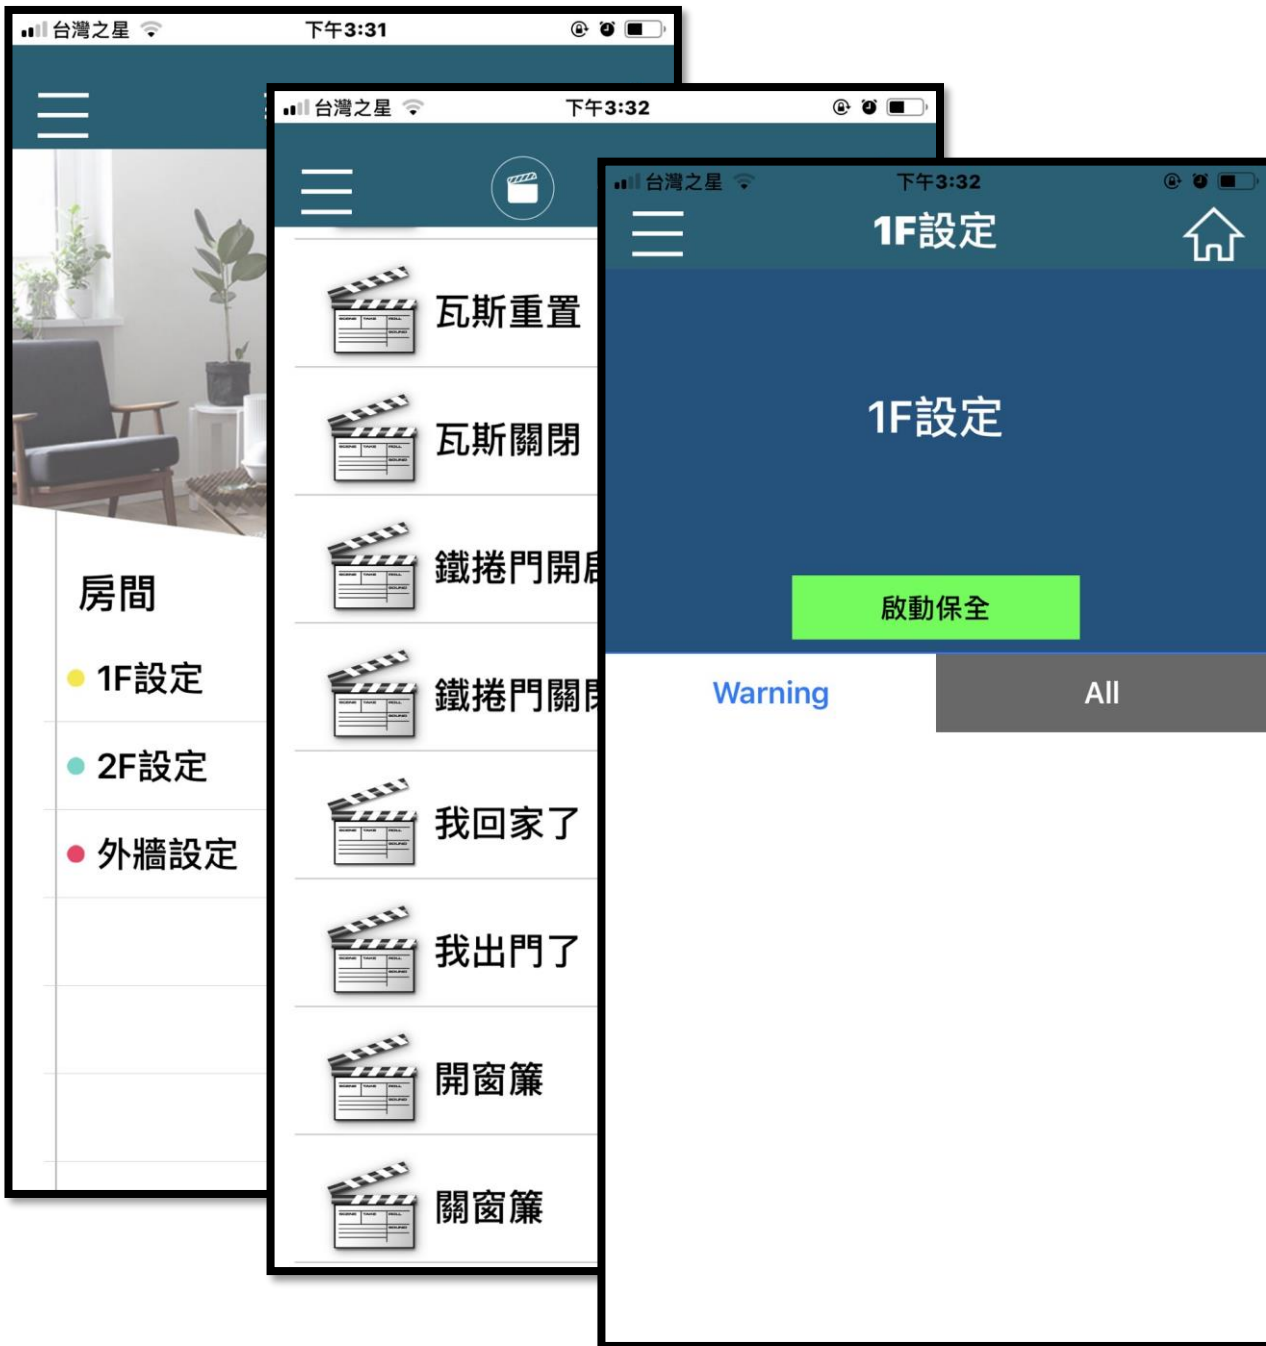 台灣之星
下午3:31
房間
1F設定
2F設定
外牆設定
台灣之星
下午3:32
瓦斯重置
瓦斯關閉
鐵捲門開
鐵捲門關
我回家了
我出門了
開窗簾
關窗簾
台灣之星
下午3:32
1F設定
1F設定
啟動保全
Warning
All